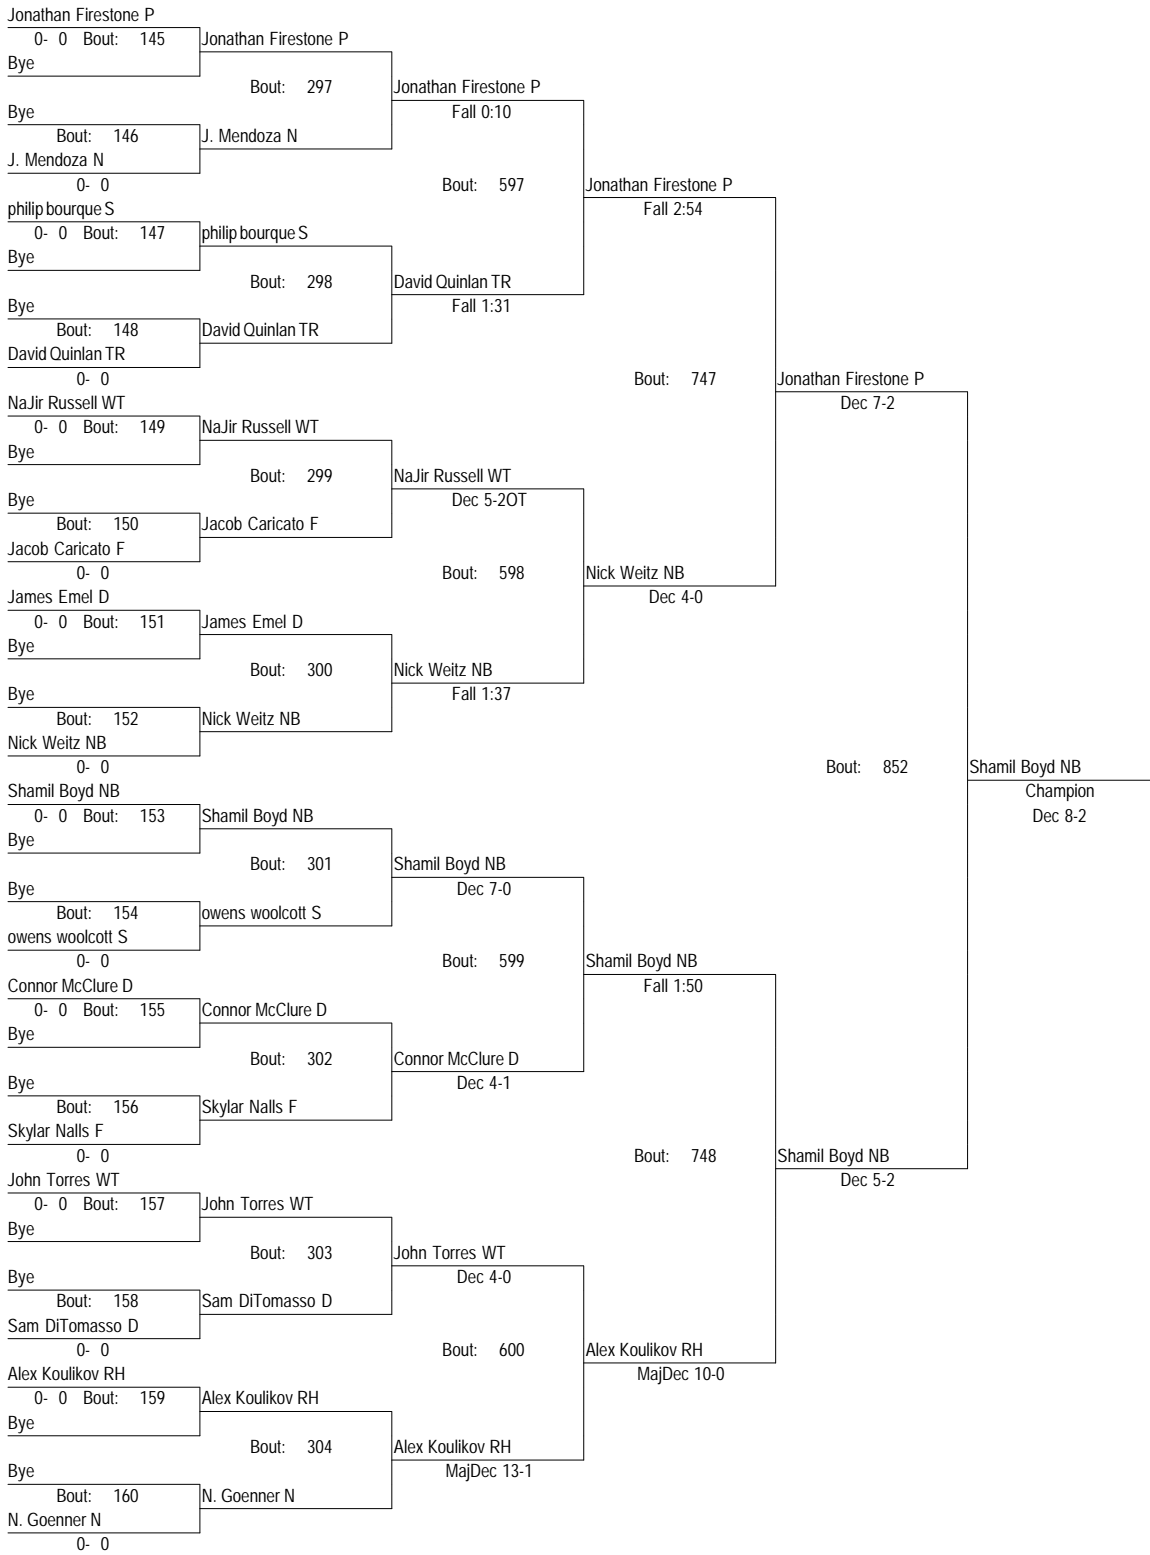 Jonathan Firestone P
0- 0 Bout: 145 Jonathan Firestone P
Bye
Bout: 297 Jonathan Firestone P
Bye Fall 0:10
Bout: 146 J. Mendoza N
J. Mendoza N
0- 0 Bout: 597 Jonathan Firestone P
philip bourque S Fall 2:54
0- 0 Bout: 147 philip bourque S
Bye
Bout: 298 David Quinlan TR
Bye Fall 1:31
Bout: 148 David Quinlan TR
David Quinlan TR
0- 0 Bout: 747 Jonathan Firestone P
NaJir Russell WT Dec 7-2
0- 0 Bout: 149 NaJir Russell WT
Bye
Bout: 299 NaJir Russell WT
Bye Dec 5-2OT
Bout: 150 Jacob Caricato F
Jacob Caricato F
0- 0 Bout: 598 Nick Weitz NB
James Emel D Dec 4-0
0- 0 Bout: 151 James Emel D
Bye
Bout: 300 Nick Weitz NB
Bye Fall 1:37
Bout: 152 Nick Weitz NB
Nick Weitz NB
0- 0 Bout: 852 Shamil Boyd NB
Shamil Boyd NB Champion
0- 0 Bout: 153 Shamil Boyd NB Dec 8-2
Bye
Bout: 301 Shamil Boyd NB
Bye Dec 7-0
Bout: 154 owens woolcott S
owens woolcott S
0- 0 Bout: 599 Shamil Boyd NB
Connor McClure D Fall 1:50
0- 0 Bout: 155 Connor McClure D
Bye
Bout: 302 Connor McClure D
Bye Dec 4-1
Bout: 156 Skylar Nalls F
Skylar Nalls F
0- 0 Bout: 748 Shamil Boyd NB
John Torres WT Dec 5-2
0- 0 Bout: 157 John Torres WT
Bye
Bout: 303 John Torres WT
Bye Dec 4-0
Bout: 158 Sam DiTomasso D
Sam DiTomasso D
0- 0 Bout: 600 Alex Koulikov RH
Alex Koulikov RH MajDec 10-0
0- 0 Bout: 159 Alex Koulikov RH
Bye
Bout: 304 Alex Koulikov RH
Bye MajDec 13-1
Bout: 160 N. Goenner N
N. Goenner N
0- 0